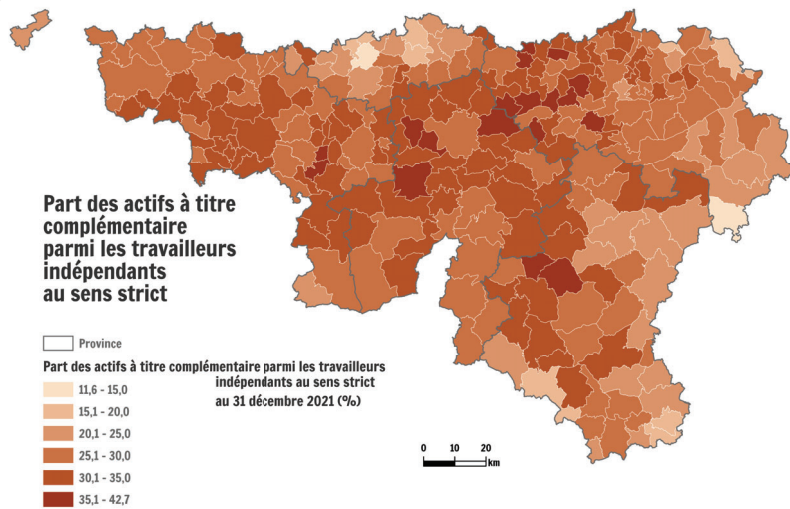 Part des actifs à titre
complémentaire
parmi les travailleurs
indépendants
au sens strict
Province
Part des actifs à titre complémentaire parmi les travailleurs
indépendants au sens strict
au 31 décembre 2021 (%)
11,6 - 15,0
15,1 - 20,0
20,1 - 25,0
25,1 - 30,0
30,1 - 35,0
35,1 - 42,7
0 10 20
km